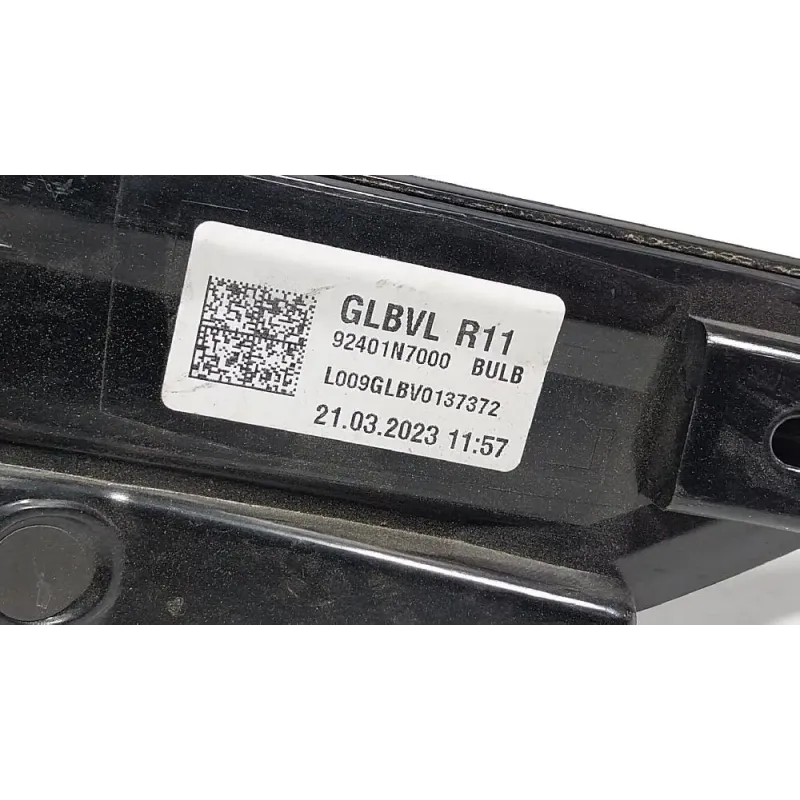 GLBVL R11
92401N7000 BULB
L009GLBV0137372
21.03.2023 11:57